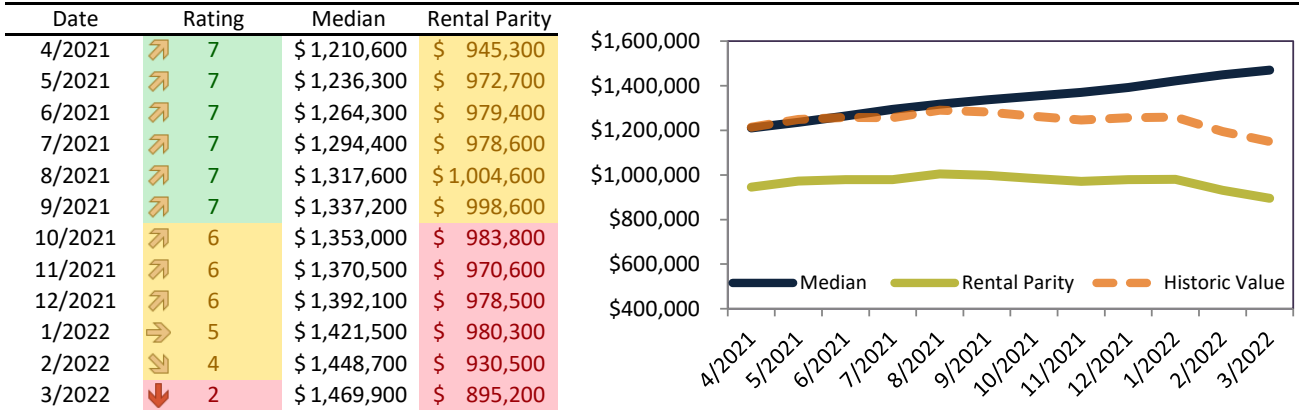 Date Rating Median Rental Parity
4/2021 7 $ 1,210,600 $ 945,300
5/2021 7 $ 1,236,300 $ 972,700
6/2021 7 $ 1,264,300 $ 979,400
7/2021 7 $ 1,294,400 $ 978,600
8/2021 7 $ 1,317,600 $ 1,004,600
9/2021 7 $ 1,337,200 $ 998,600
10/2021 6 $ 1,353,000 $ 983,800
11/2021 6 $ 1,370,500 $ 970,600
12/2021 6 $ 1,392,100 $ 978,500
1/2022 5 $ 1,421,500 $ 980,300
2/2022 4 $ 1,448,700 $ 930,500
3/2022 2 $ 1,469,900 $ 895,200
$1,600,000
$1,400,000
$1,200,000
$1,000,000
$800,000
$600,000
$400,000
Median Rental Parity Historic Value
4/2021 5/2021 6/2021 7/2021 8/2021 9/2021 10/2021 11/2021 12/2021 1/2022 2/2022 3/2022